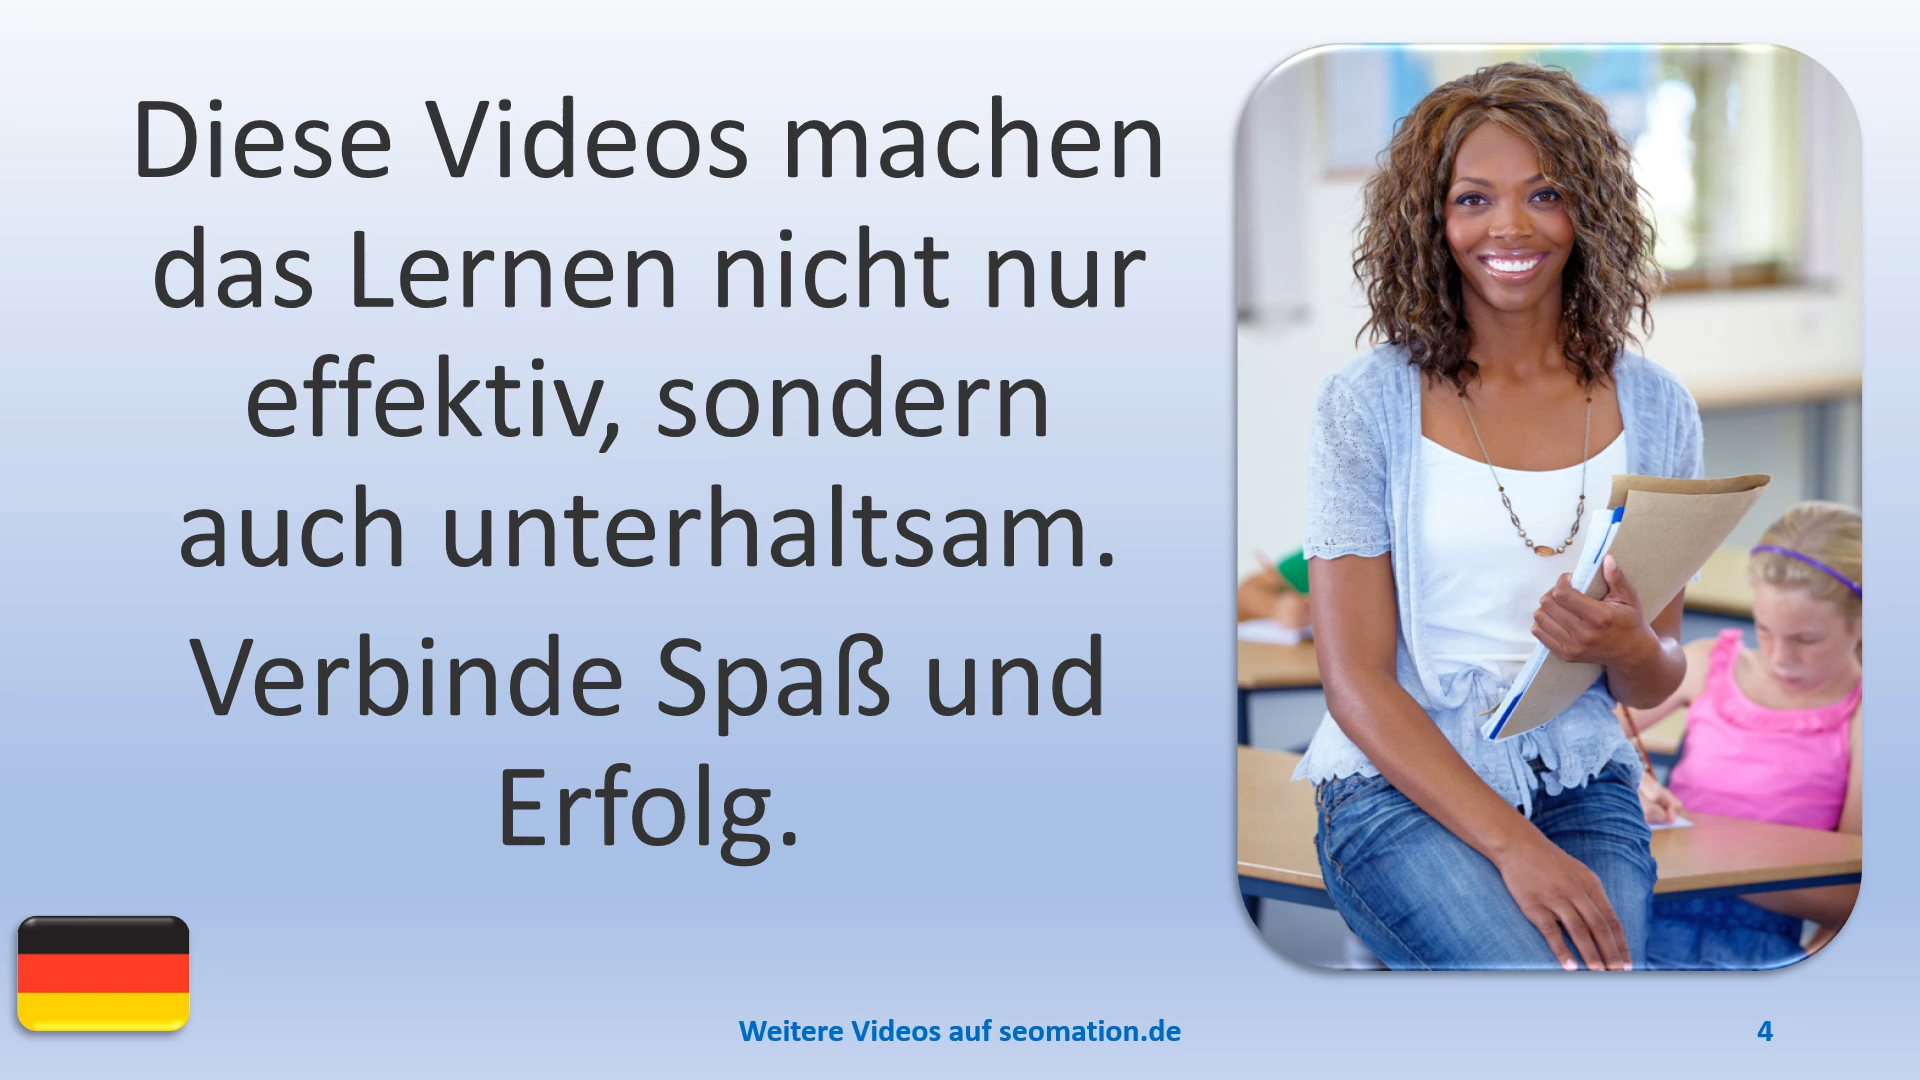 Diese Videos machen
das Lernen nicht nur
effektiv, sondern
auch unterhaltsam.
Verbinde Spaß und
Erfolg.
Weitere Videos auf seomation.de
4